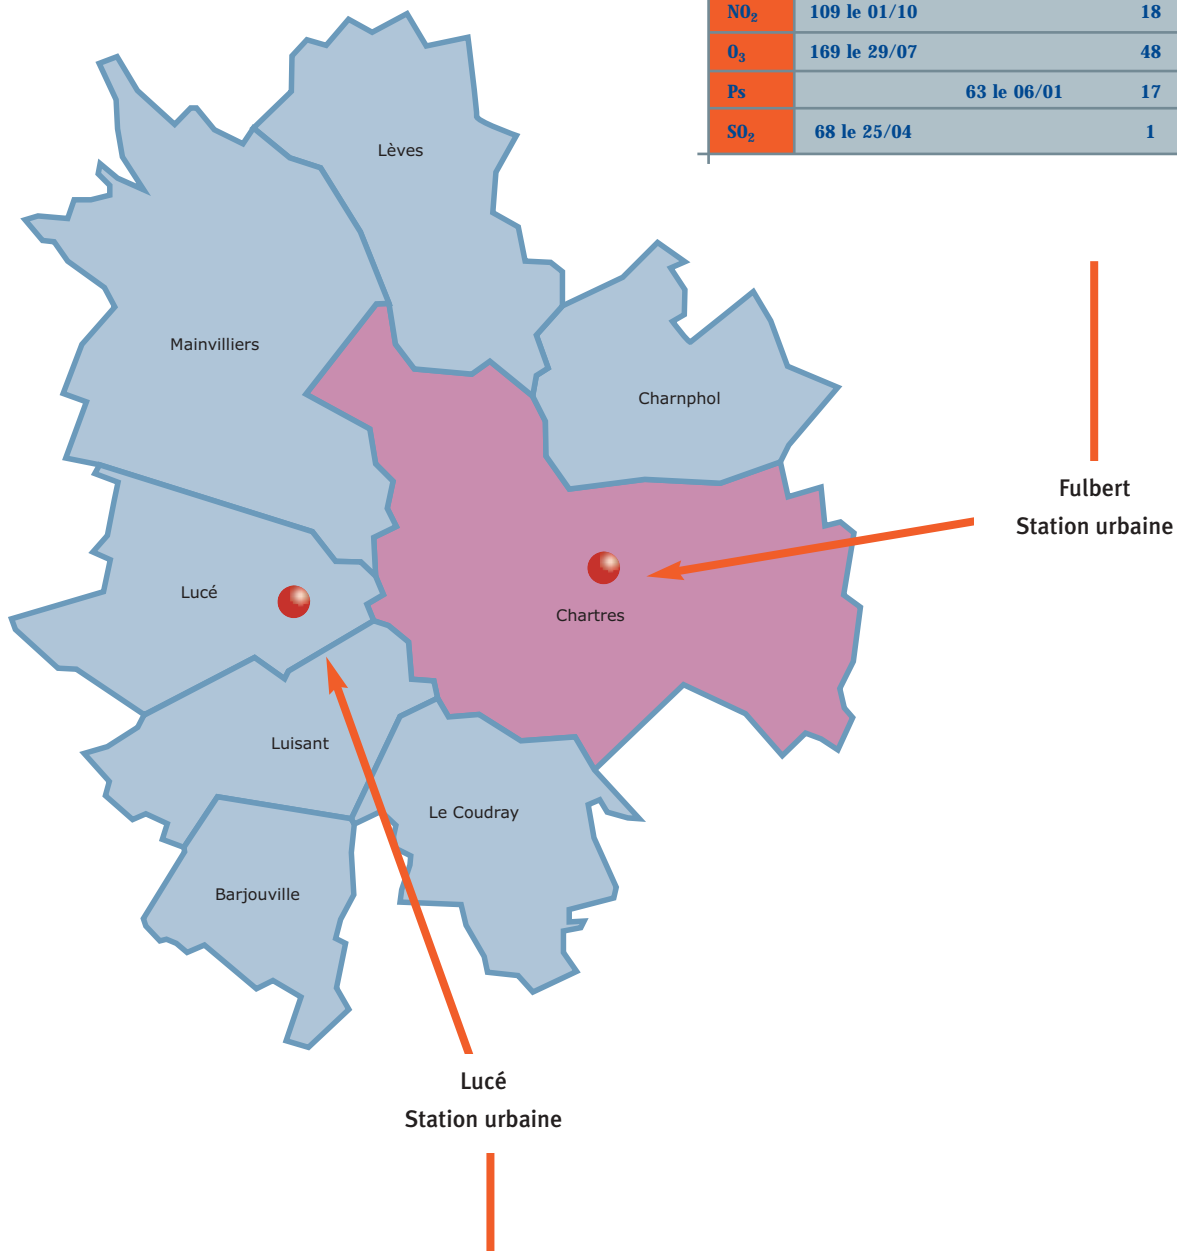 NO₂ 109 le 01/10 18
O₃ 169 le 29/07 48
Ps 63 le 06/01 17
SO₂ 68 le 25/04 1
Lèves
Mainvilliers
Charnphol
Fulbert
Station urbaine
Lucé
Chartres
Luisant
Le Coudray
Barjouville
Lucé
Station urbaine